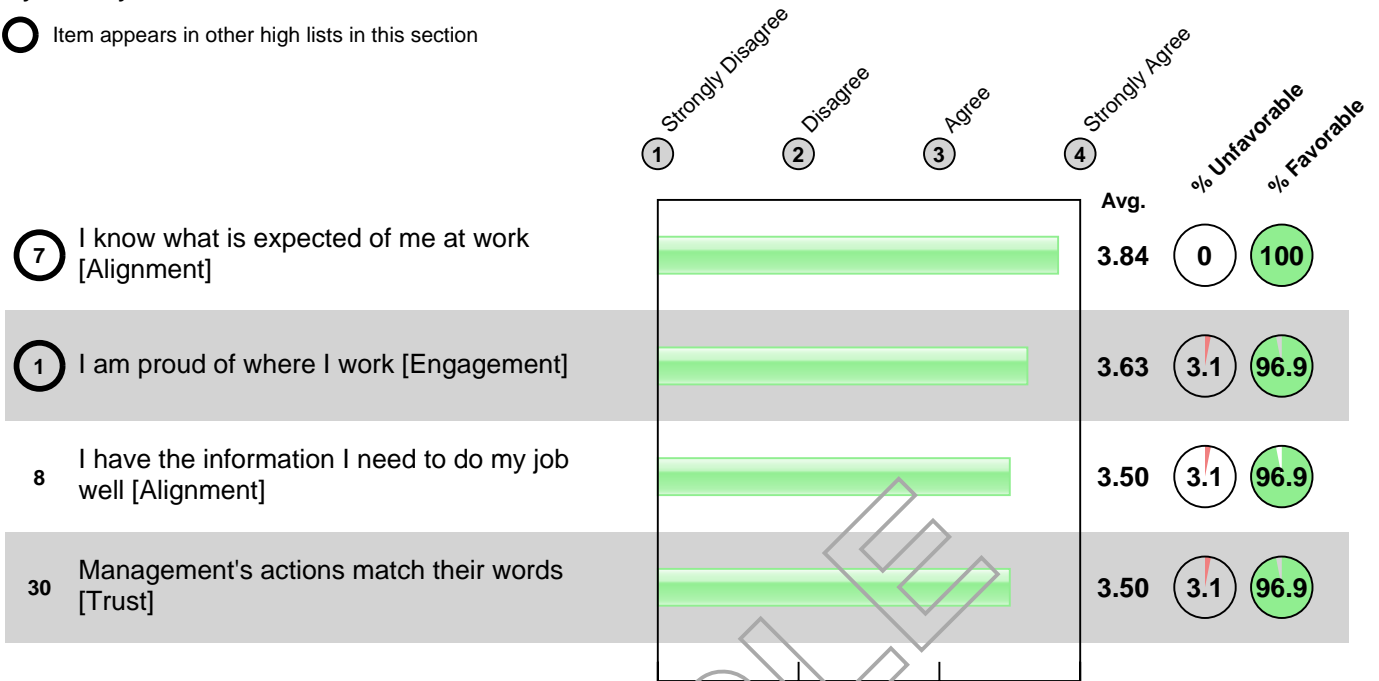 Item appears in other high lists in this section
Strongly Disagree
Disagree
Agree
Strongly Agree
1
2
3
4
Avg.
% Unfavorable
% Favorable
7
I know what is expected of me at work
[Alignment]
3.84
0
100
1
I am proud of where I work [Engagement]
3.63
3.1
96.9
8
I have the information I need to do my job
well [Alignment]
3.50
3.1
96.9
30
Management's actions match their words
[Trust]
3.50
3.1
96.9